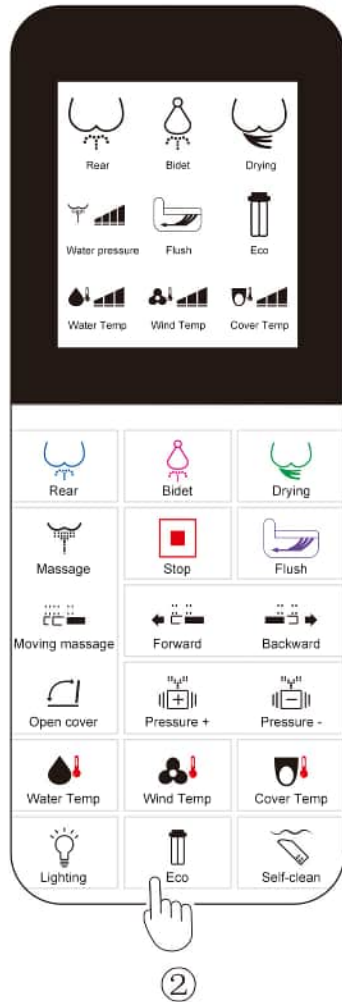 Rear Bidet Drying
Water pressure Flush Eco
Water Temp Wind Temp Cover Temp
Rear Bidet Drying
Massage Stop Flush
Moving massage Forward Backward
Open cover Pressure + Pressure -
Water Temp Wind Temp Cover Temp
Lighting Eco Self-clean
②